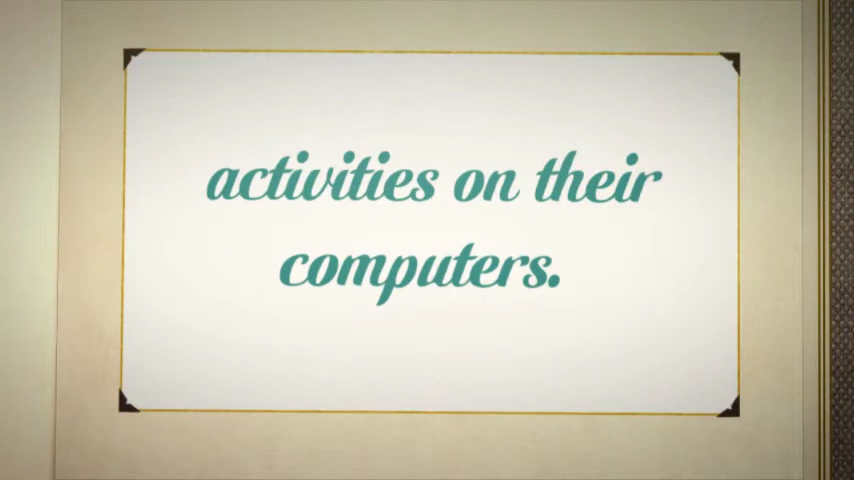 activities on their
computers.